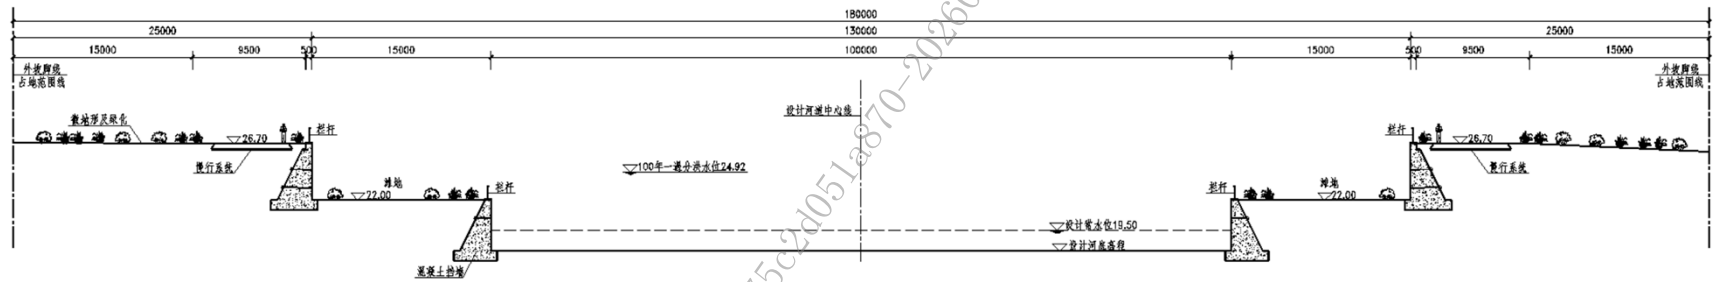 180000
25000
130000
25000
15000
9500
500
15000
100000
15000
500
9500
15000
外坡脚线
占地范围线
外坡脚线
占地范围线
微地形及绿化
设计河道中心线
栏杆
栏杆
26.70
26.70
慢行系统
慢行系统
100年一遇分洪水位24.92
滩地
22.00
栏杆
栏杆
滩地
22.00
设计常水位19.50
设计河底高程
混凝土挡墙